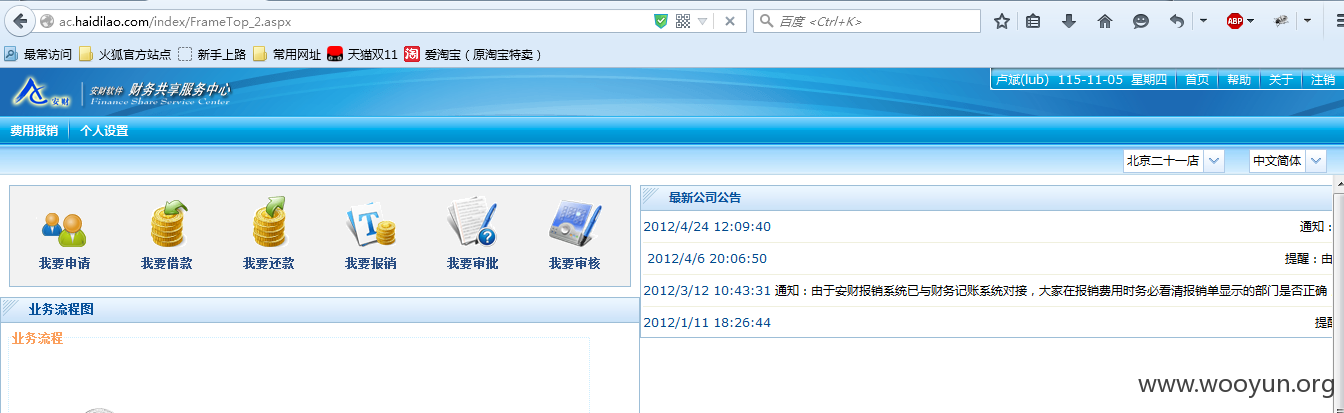 ac.haidilao.com/index/FrameTop_2.aspx
百度 <Ctrl+K>
ABP
最常访问 火狐官方站点 新手上路 常用网址 天猫双11 淘 爱淘宝（原淘宝特卖）
安财 安财软件 财务共享服务中心
Finance Share Service Center
卢斌(lub) 115-11-05 星期四 首页 帮助 关于 注销
费用报销 个人设置
北京二十一店 中文简体
我要申请 我要借款 我要还款 我要报销 我要审批 我要审核
最新公司公告
2012/4/24 12:09:40 通知：
2012/4/6 20:06:50 提醒：由
2012/3/12 10:43:31 通知：由于安财报销系统已与财务记账系统对接，大家在报销费用时务必看清报销单显示的部门是否正确
2012/1/11 18:26:44 提醒
业务流程图
业务流程
www.wooyun.org